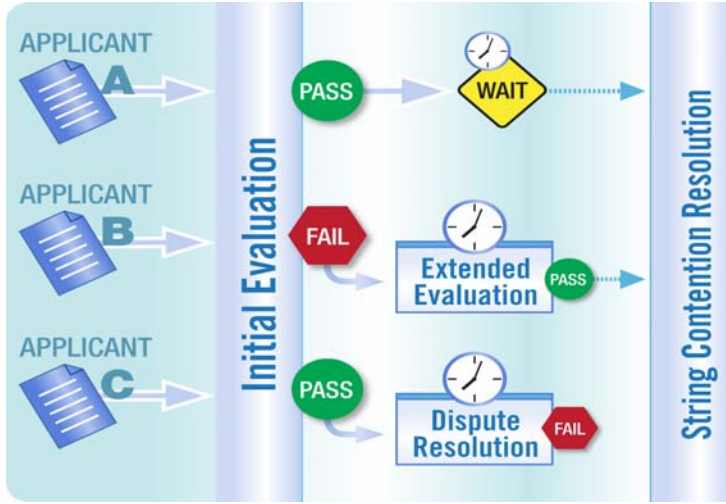 APPLICANT
A
PASS
WAIT
APPLICANT
B
FAIL
Extended
Evaluation
PASS
APPLICANT
C
PASS
Dispute
Resolution
FAIL
Initial Evaluation
String Contention Resolution